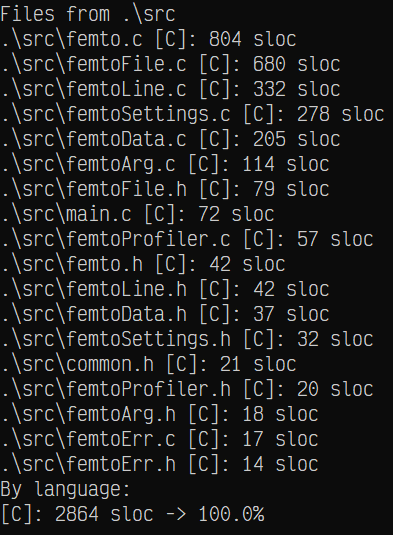 Files from .\src
.\src\femto.c [C]: 804 sloc
.\src\femtoFile.c [C]: 680 sloc
.\src\femtoLine.c [C]: 332 sloc
.\src\femtoSettings.c [C]: 278 sloc
.\src\femtoData.c [C]: 205 sloc
.\src\femtoArg.c [C]: 114 sloc
.\src\femtoFile.h [C]: 79 sloc
.\src\main.c [C]: 72 sloc
.\src\femtoProfiler.c [C]: 57 sloc
.\src\femto.h [C]: 42 sloc
.\src\femtoLine.h [C]: 42 sloc
.\src\femtoData.h [C]: 37 sloc
.\src\femtoSettings.h [C]: 32 sloc
.\src\common.h [C]: 21 sloc
.\src\femtoProfiler.h [C]: 20 sloc
.\src\femtoArg.h [C]: 18 sloc
.\src\femtoErr.c [C]: 17 sloc
.\src\femtoErr.h [C]: 14 sloc
By language:
[C]: 2864 sloc -> 100.0%